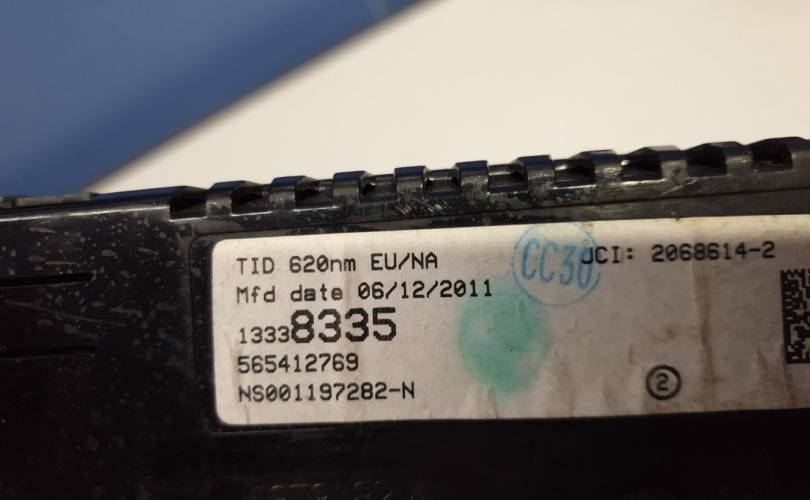 TID 620nm EU/NA
CC30
JCI: 2068614-2
Mfd date 06/12/2011
13338335
565412769
NS001197282-N
2